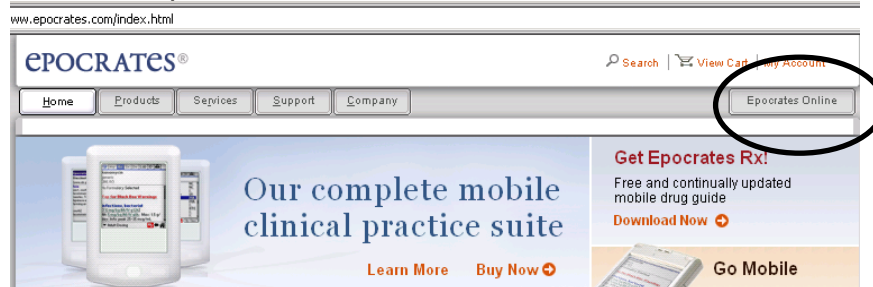 ww.epocrates.com/index.html
epocrates®
Search | View Cart | My Account
Home Products Services Support Company Epocrates Online
Our complete mobile
clinical practice suite
Learn More Buy Now
Get Epocrates Rx!
Free and continually updated
mobile drug guide
Download Now
Go Mobile